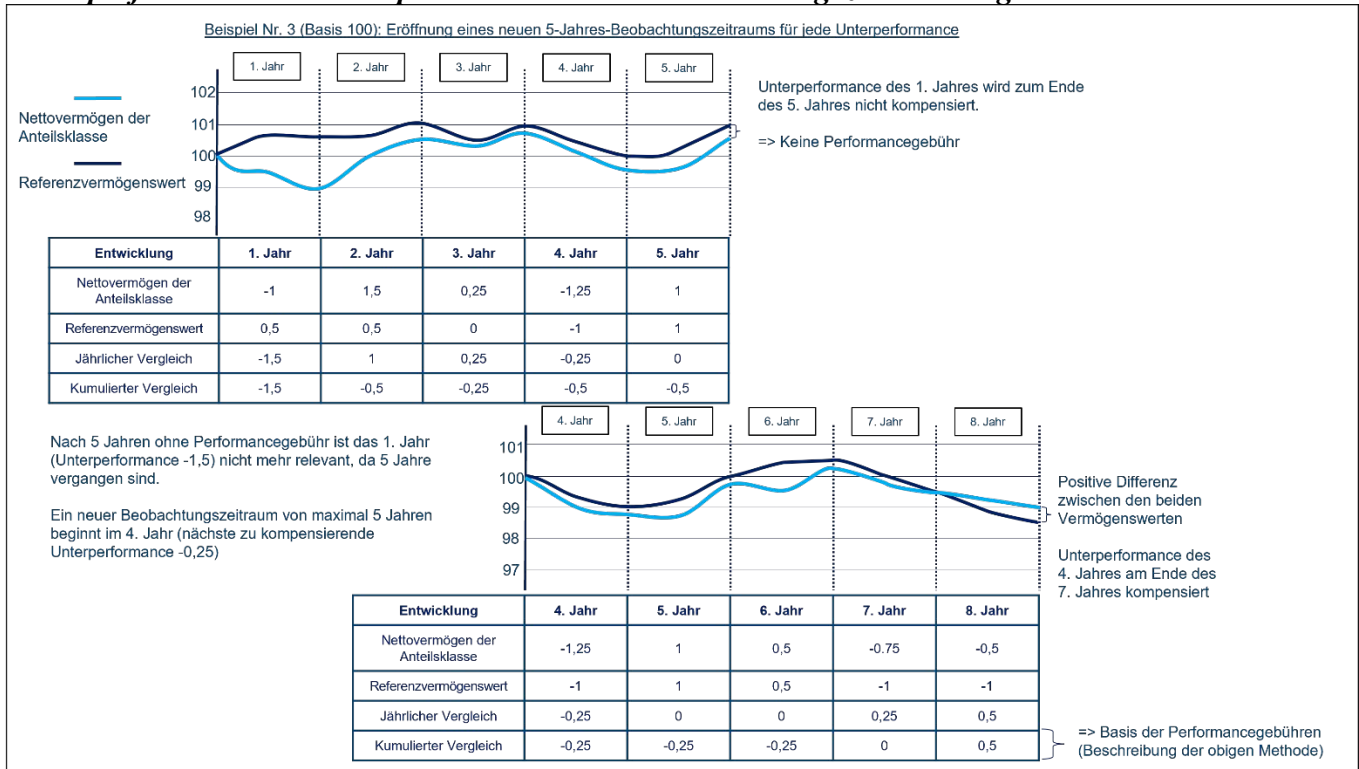 Beispiel Nr. 3 (Basis 100): Eröffnung eines neuen 5-Jahres-Beobachtungszeitraums für jede Unterperformance
1. Jahr
2. Jahr
3. Jahr
4. Jahr
5. Jahr
Nettovermögen der
Anteilsklasse
Referenzvermögenswert
102
101
100
99
98
Unterperformance des 1. Jahres wird zum Ende
des 5. Jahres nicht kompensiert.
=> Keine Performancegebühr
Entwicklung 1. Jahr 2. Jahr 3. Jahr 4. Jahr 5. Jahr
Nettovermögen der
Anteilsklasse -1 1,5 0,25 -1,25 1
Referenzvermögenswert 0,5 0,5 0 -1 1
Jährlicher Vergleich -1,5 1 0,25 -0,25 0
Kumulierter Vergleich -1,5 -0,5 -0,25 -0,5 -0,5
Nach 5 Jahren ohne Performancegebühr ist das 1. Jahr
(Unterperformance -1,5) nicht mehr relevant, da 5 Jahre
vergangen sind.
Ein neuer Beobachtungszeitraum von maximal 5 Jahren
beginnt im 4. Jahr (nächste zu kompensierende
Unterperformance -0,25)
4. Jahr
5. Jahr
6. Jahr
7. Jahr
8. Jahr
101
100
99
98
97
Positive Differenz
zwischen den beiden
Vermögenswerten
Unterperformance des
4. Jahres am Ende des
7. Jahres kompensiert
Entwicklung 4. Jahr 5. Jahr 6. Jahr 7. Jahr 8. Jahr
Nettovermögen der
Anteilsklasse -1,25 1 0,5 -0.75 -0,5
Referenzvermögenswert -1 1 0,5 -1 -1
Jährlicher Vergleich -0,25 0 0 0,25 0,5
Kumulierter Vergleich -0,25 -0,25 -0,25 0 0,5
=> Basis der Performancegebühren
(Beschreibung der obigen Methode)